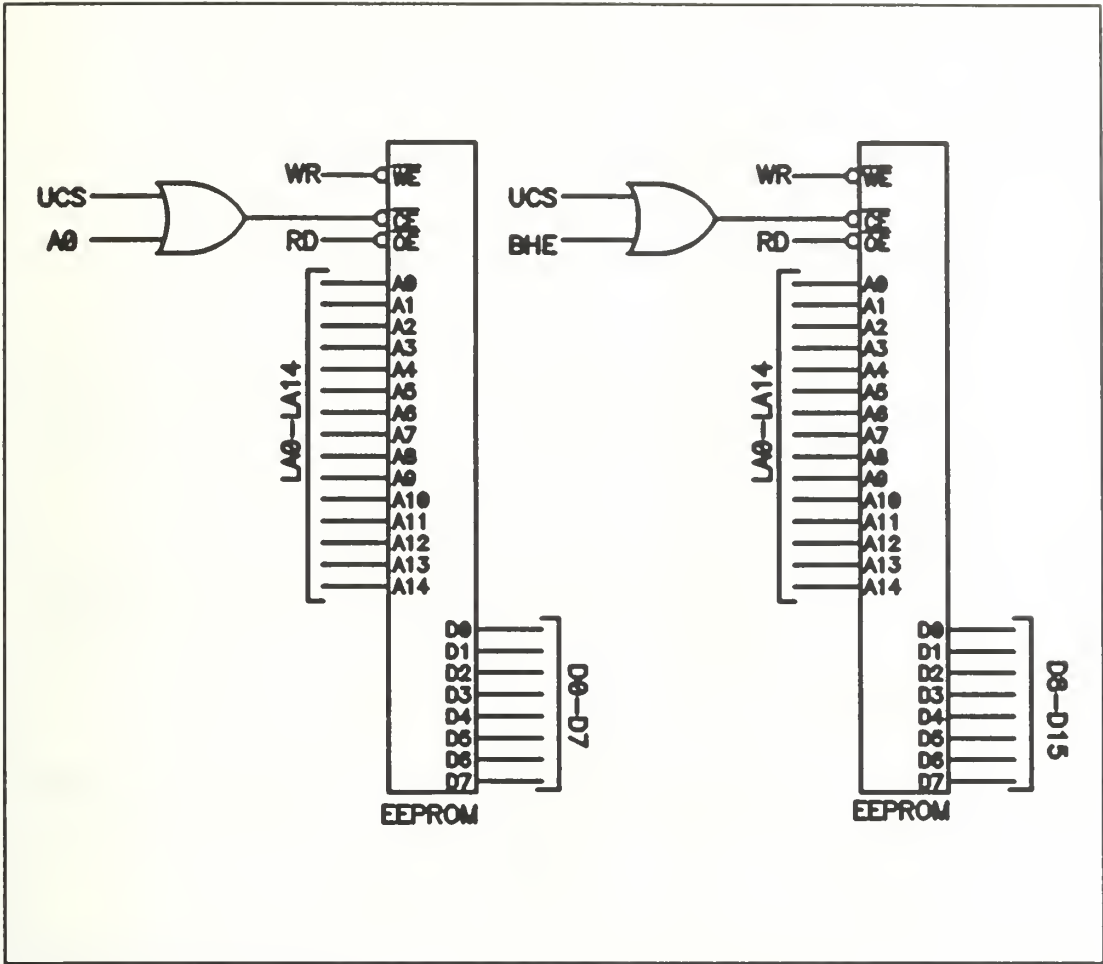 UCS
A0
WR
WE
CE
RD
OE
A0
A1
A2
A3
A4
A5
A6
A7
A8
A9
A10
A11
A12
A13
A14
LA0-LA14
D0
D1
D2
D3
D4
D5
D6
D7
D0-D7
EEPROM
UCS
BHE
WR
WE
CE
RD
OE
A0
A1
A2
A3
A4
A5
A6
A7
A8
A9
A10
A11
A12
A13
A14
LA0-LA14
D0
D1
D2
D3
D4
D5
D6
D7
D8-D15
EEPROM